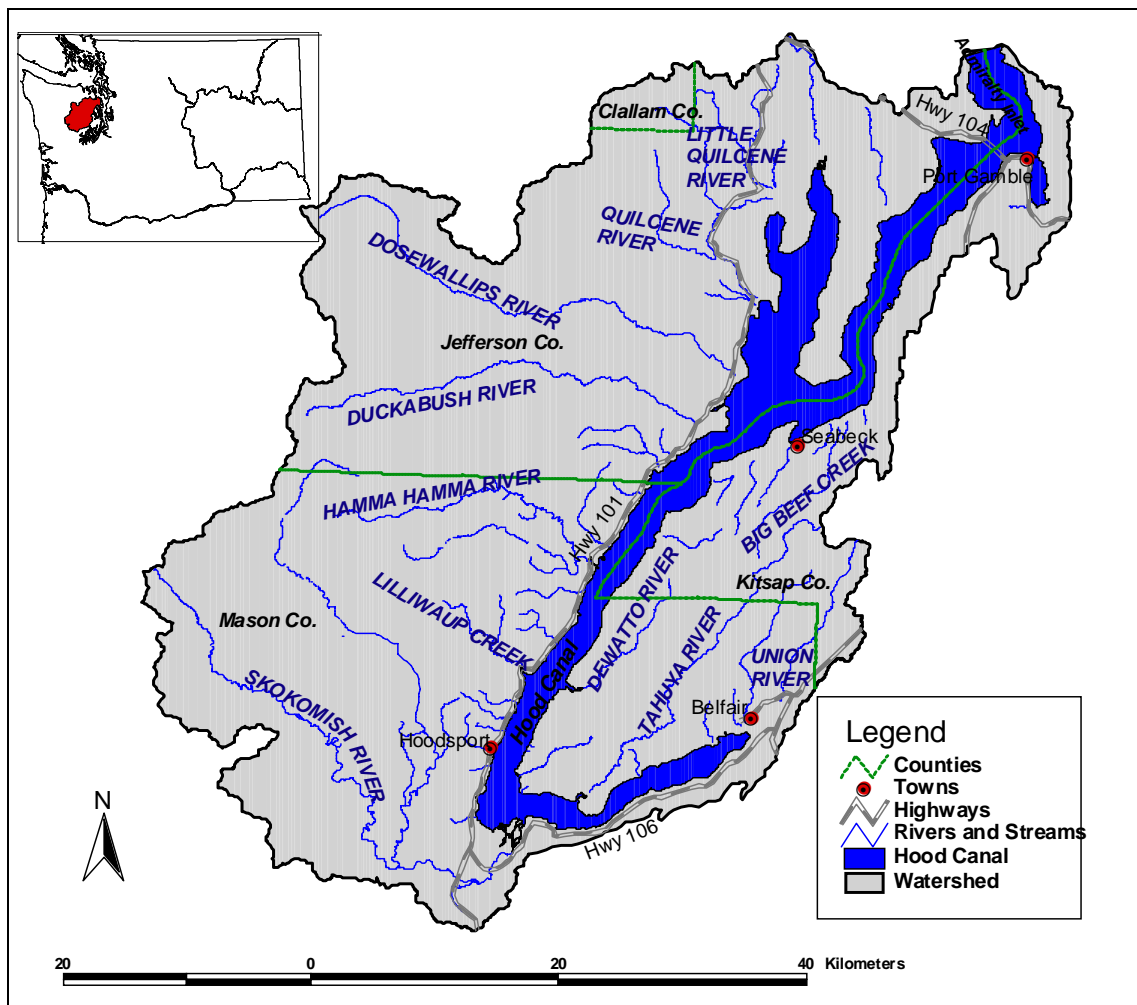 Admiralty Inlet
Hwy 104
Clallam Co.
LITTLE
QUILCENE
RIVER
Port Gamble
QUILCENE
RIVER
DOSEWALLIPS RIVER
Jefferson Co.
DUCKABUSH RIVER
Seabeck
HAMMA HAMMA RIVER
BIG BEEF CREEK
Hwy 101
Kitsap Co.
LILLIWAUP CREEK
DEWATTO RIVER
Mason Co.
TAHUYA RIVER
UNION
RIVER
SKOKOMISH RIVER
Hood Canal
Belfair
Hoodsport
Hwy 106
N
Legend
Counties
Towns
Highways
Rivers and Streams
Hood Canal
Watershed
20 0 20 40 Kilometers